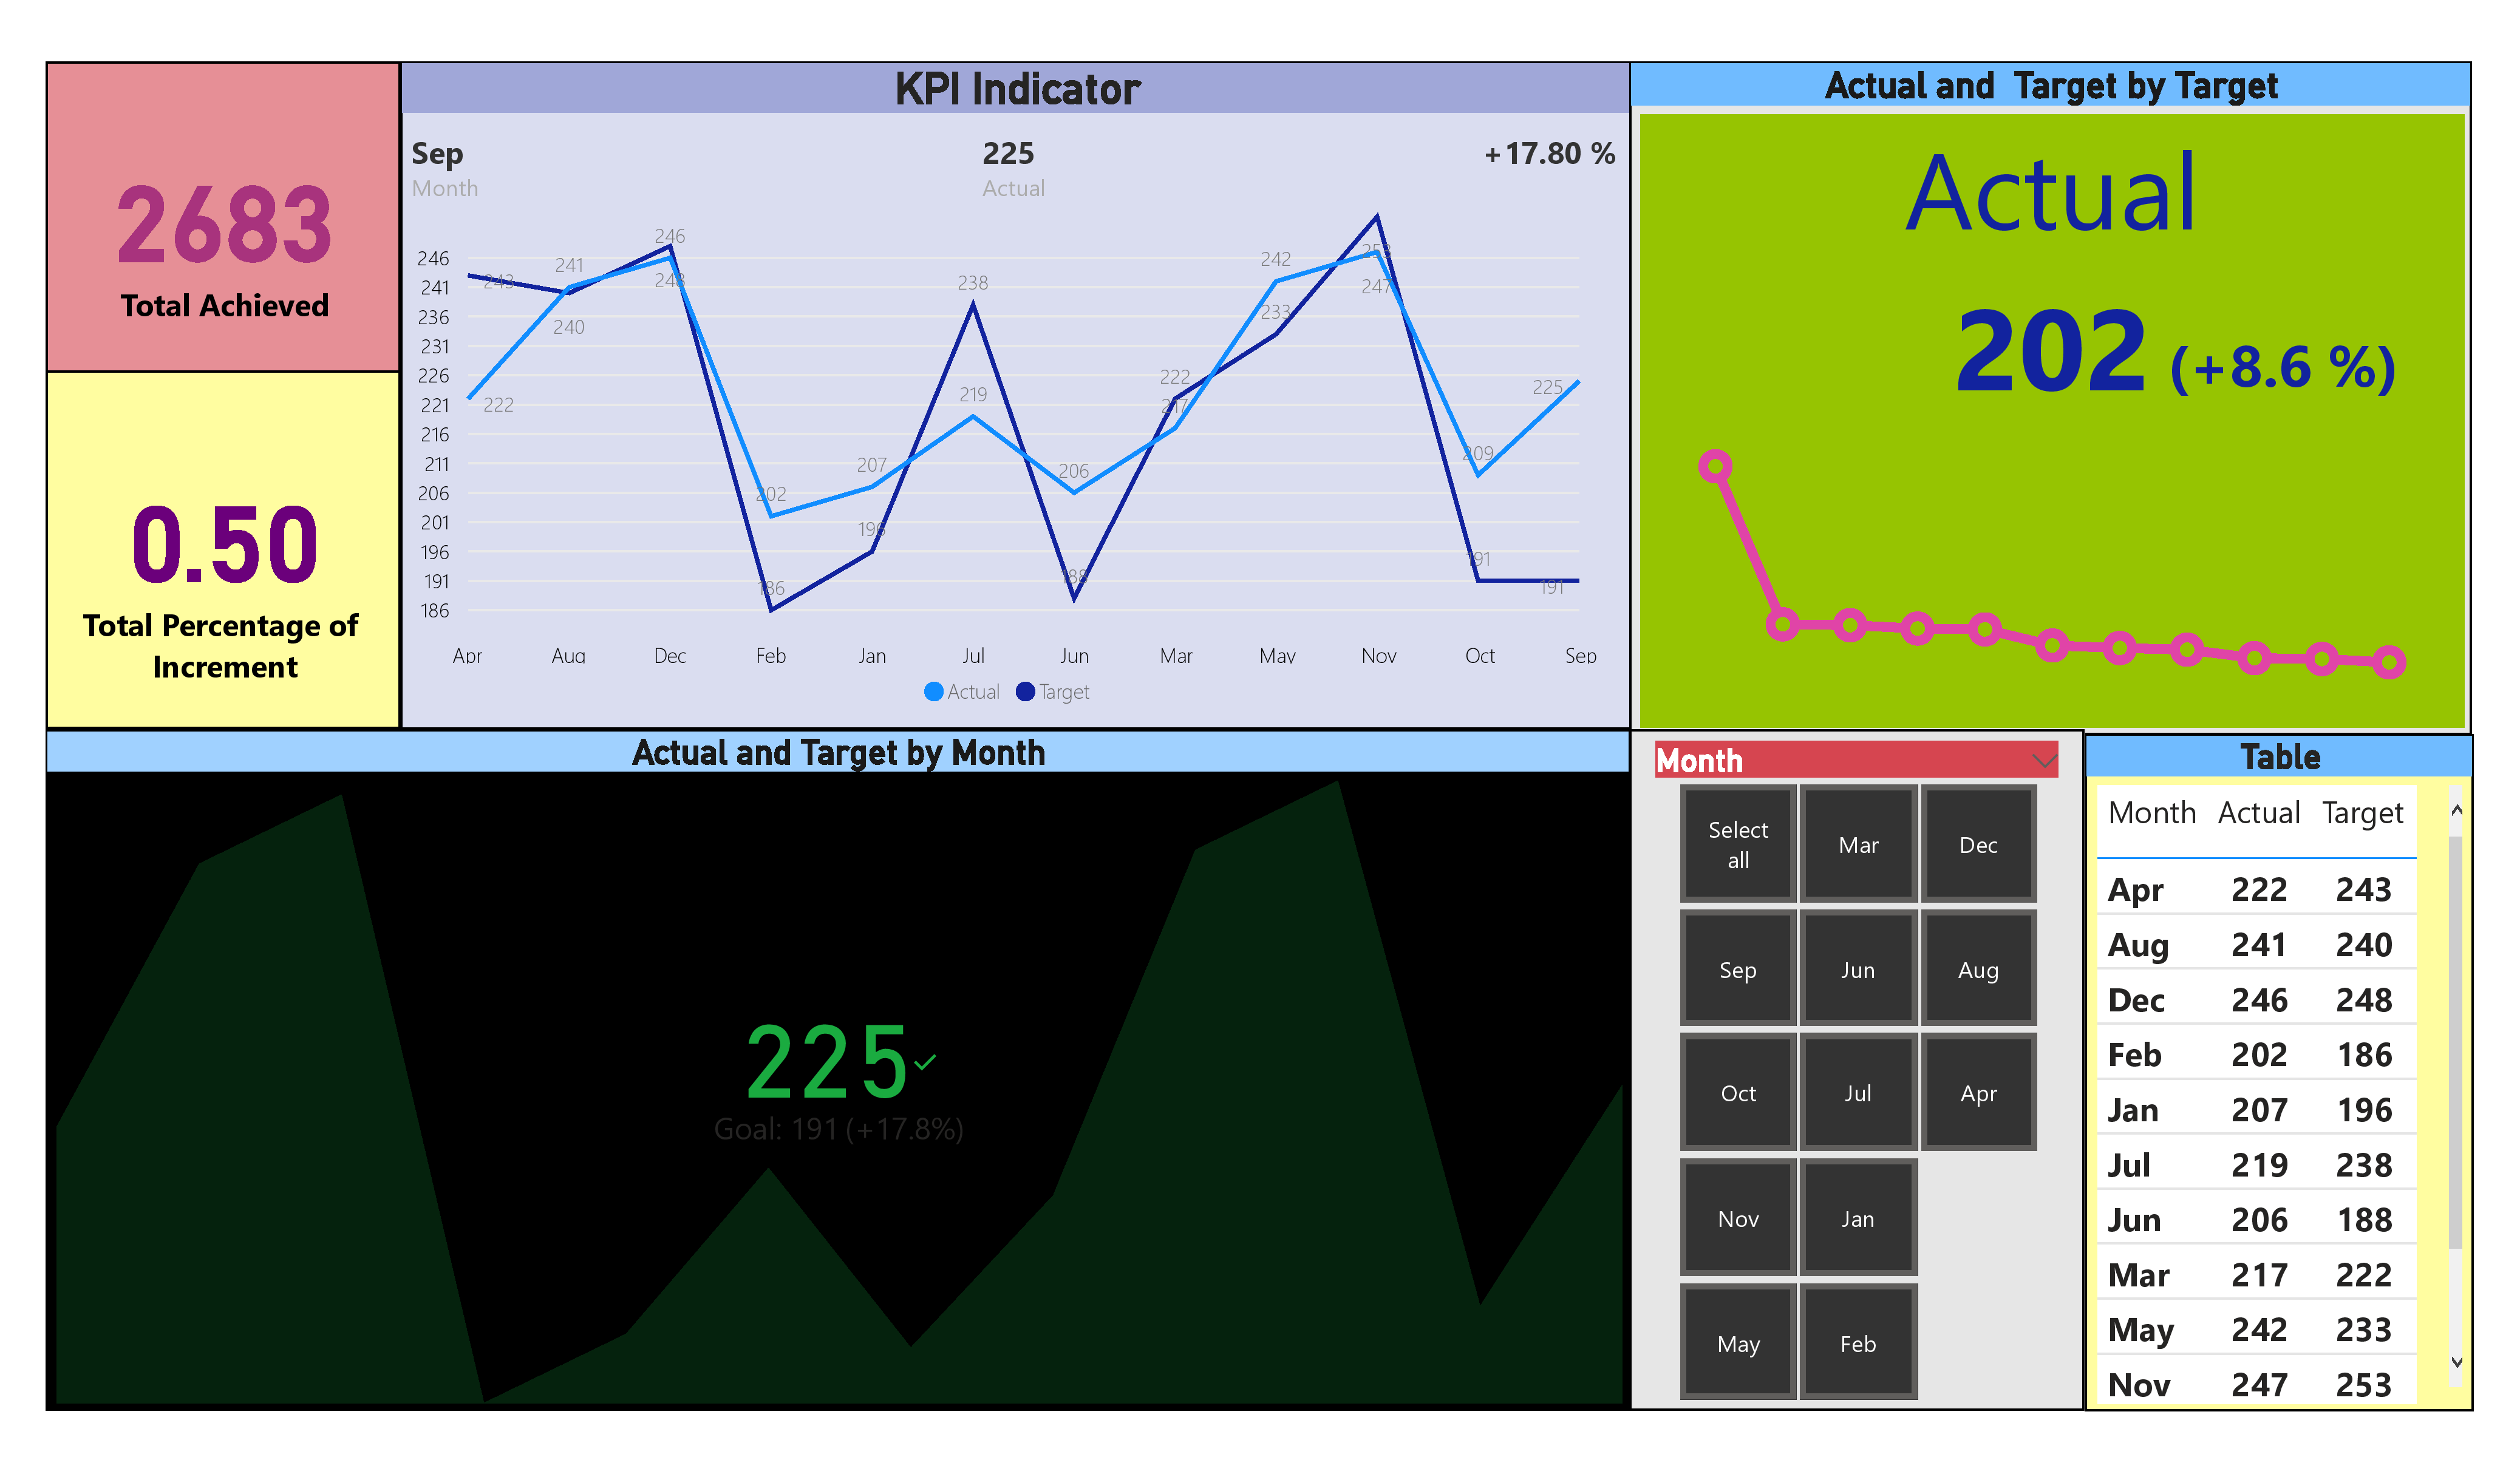 2683
Total Achieved
0.50
Total Percentage of
Increment
KPI Indicator
Sep
Month
225
Actual
+17.80 %
246
241
236
231
226
221
216
211
206
201
196
191
186
243
222
241
240
246
248
202
186
207
196
238
219
206
188
222
217
242
233
253
247
209
191
225
191
Apr Aug Dec Feb Jan Jul Jun Mar May Nov Oct Sep
Actual Target
Actual and Target by Target
Actual
202 (+8.6 %)
Actual and Target by Month
225
Goal: 191 (+17.8%)
Month
Select all Mar Dec
Sep Jun Aug
Oct Jul Apr
Nov Jan
May Feb
Table
Month Actual Target
Apr 222 243
Aug 241 240
Dec 246 248
Feb 202 186
Jan 207 196
Jul 219 238
Jun 206 188
Mar 217 222
May 242 233
Nov 247 253